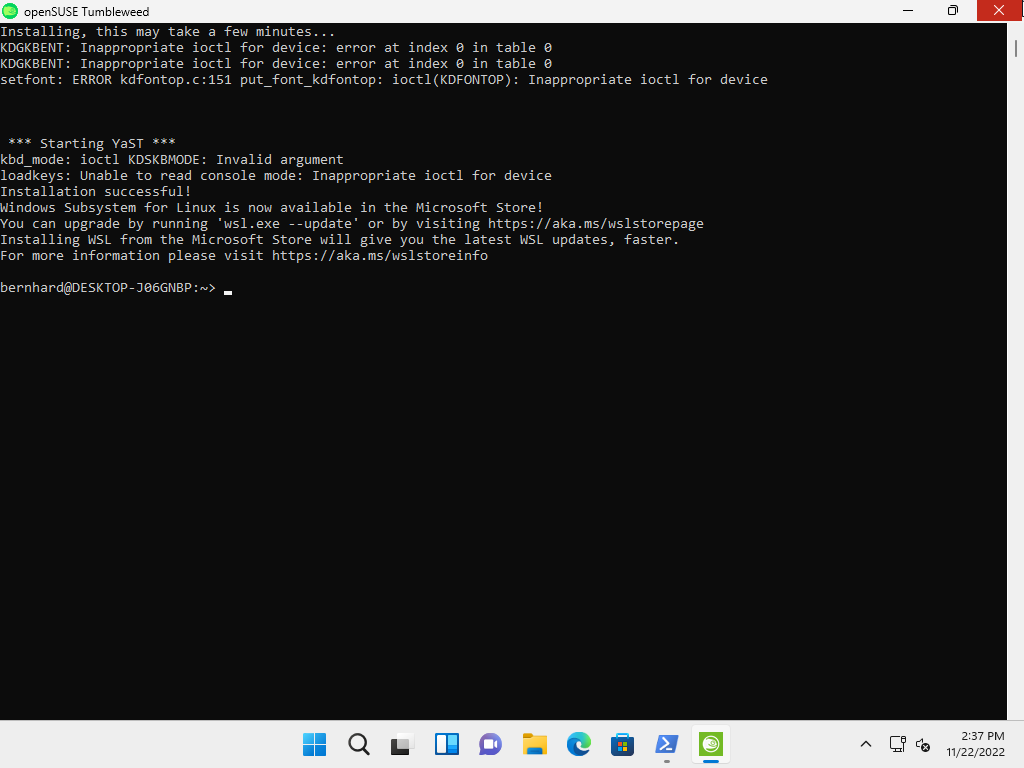 openSUSE Tumbleweed
Installing, this may take a few minutes...
KDGKBENT: Inappropriate ioctl for device: error at index 0 in table 0
KDGKBENT: Inappropriate ioctl for device: error at index 0 in table 0
setfont: ERROR kdfontop.c:151 put_font_kdfontop: ioctl(KDFONTOP): Inappropriate ioctl for device
*** Starting YaST ***
kbd_mode: ioctl KDSKBMODE: Invalid argument
loadkeys: Unable to read console mode: Inappropriate ioctl for device
Installation successful!
Windows Subsystem for Linux is now available in the Microsoft Store!
You can upgrade by running 'wsl.exe --update' or by visiting https://aka.ms/wslstorepage
Installing WSL from the Microsoft Store will give you the latest WSL updates, faster.
For more information please visit https://aka.ms/wslstoreinfo
bernhard@DESKTOP-J06GNBP:~>
2:37 PM
11/22/2022